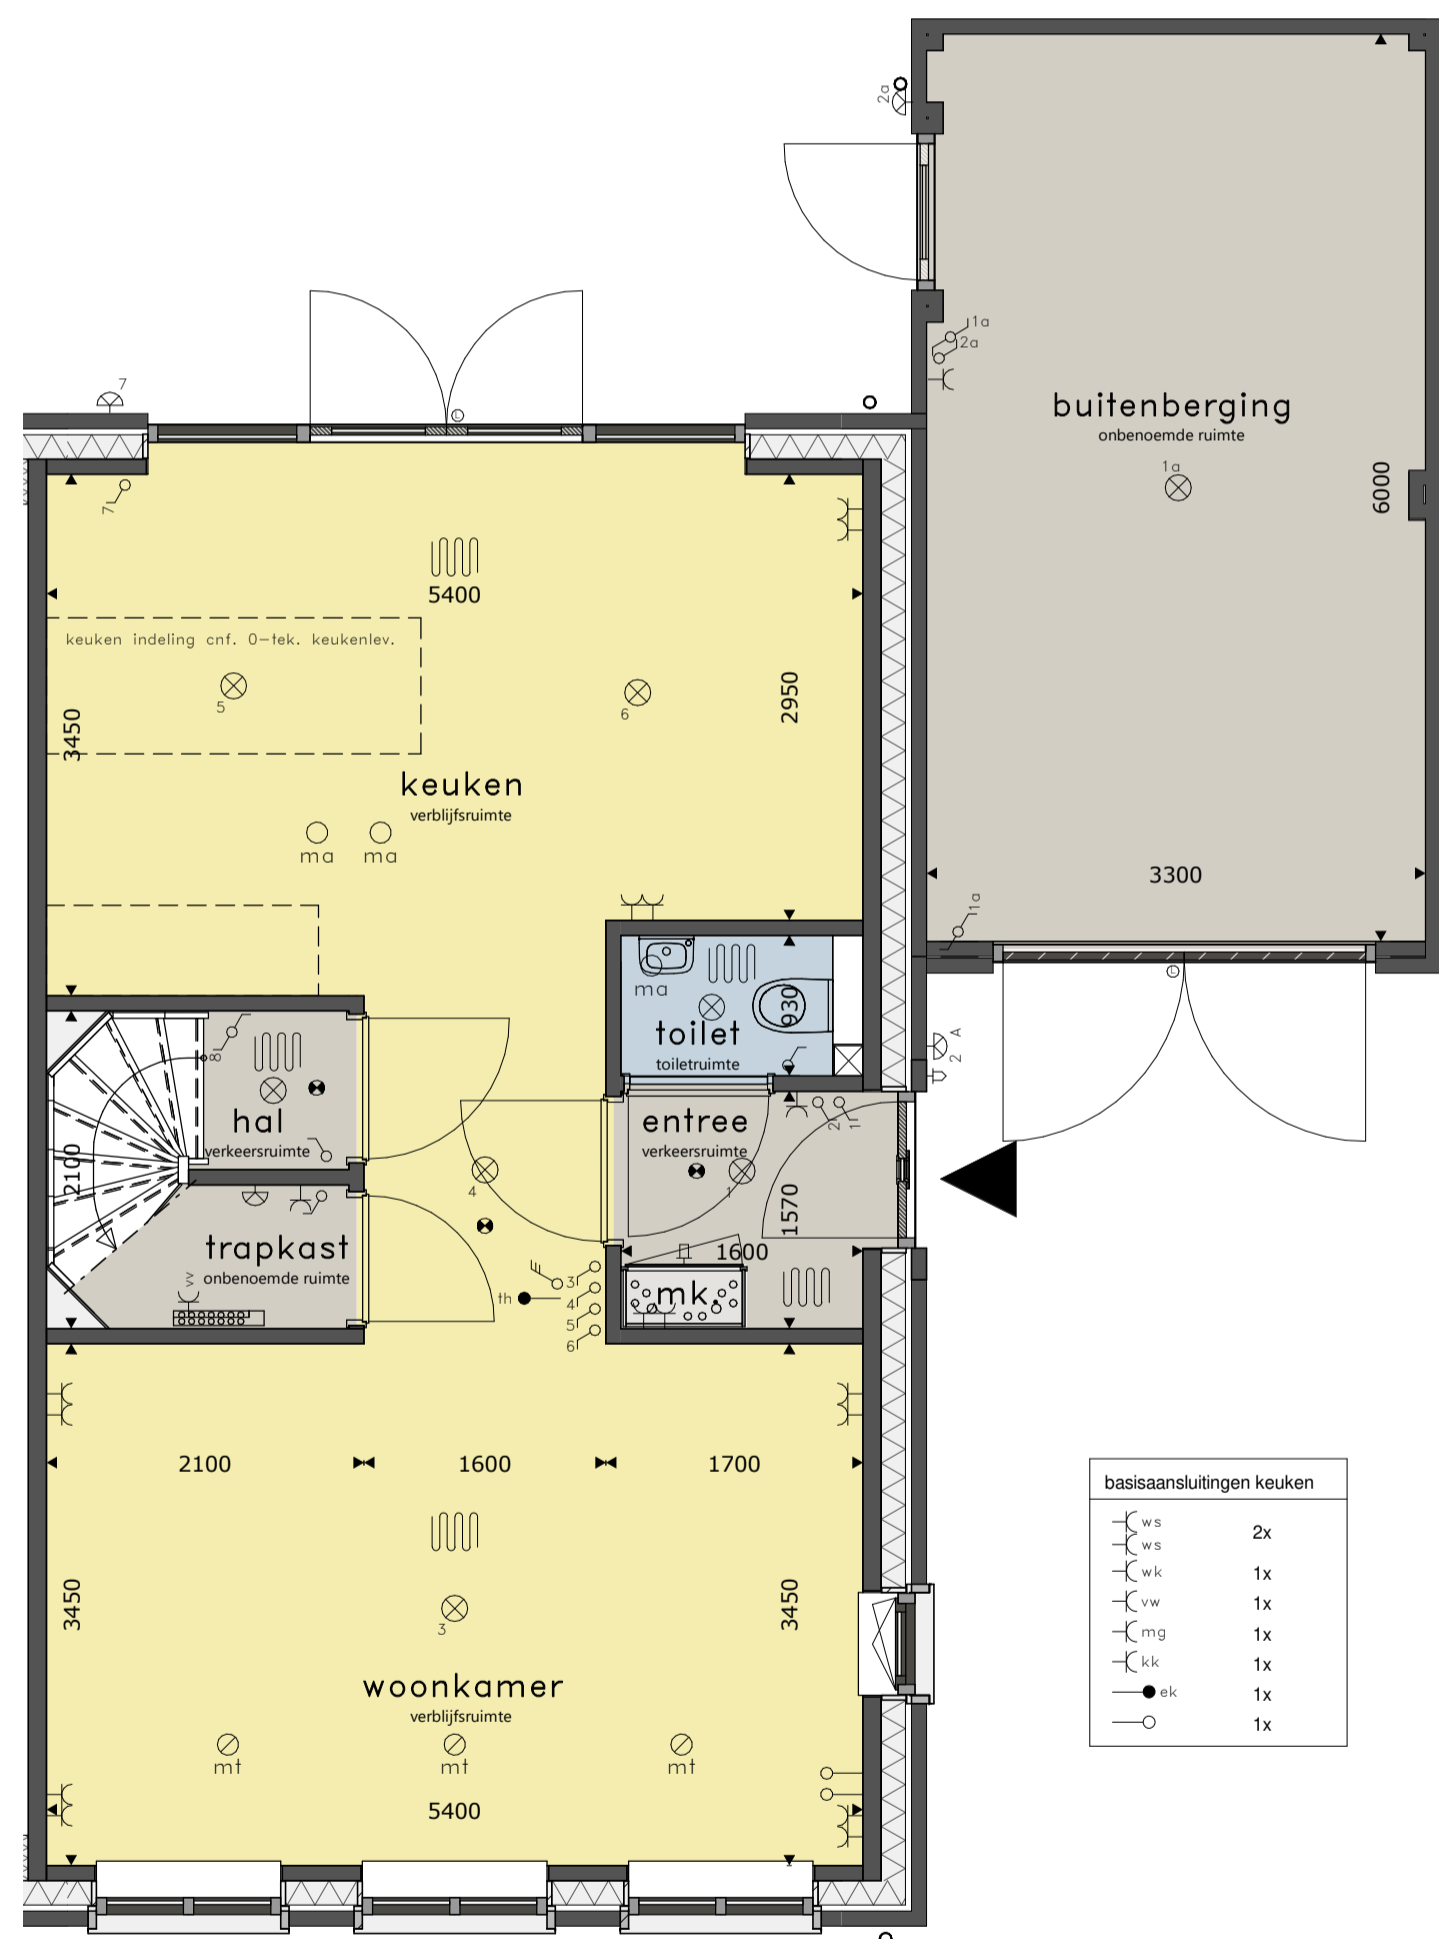 2a
1a
2a
buitenberging
onbenoemde ruimte
1a
6000
3300
1a
7
L
7
5400
keuken indeling cnf. 0-tek. keukenlev.
5
6
3450
2950
keuken
verblijfsruimte
ma
ma
ma
930
toilet
toiletruimte
L
A
2
8
hal
verkeersruimte
2100
entree
verkeersruimte
2
1
4
1
1570
trapkast
onbenoemde ruimte
vv
1600
mk.
th
3
4
5
6
2100
1600
1700
3450
3450
3
woonkamer
verblijfsruimte
mt
mt
mt
5400
basisaansluitingen keuken
ws
ws
2x
wk 1x
vw 1x
mg 1x
kk 1x
ek 1x
1x